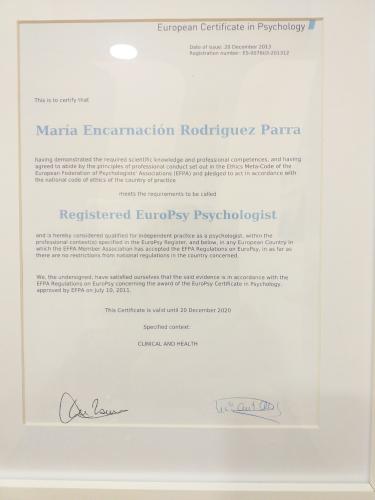 European Certificate in Psychology
Date of issue: 20 December 2013
Registration number: ES-007603-201312
This is to certify that
María Encarnación Rodriguez Parra
having demonstrated the required scientific knowledge and professional competences, and having
agreed to abide by the principles of professional conduct set out in the Ethics Meta-Code of the
European Federation of Psychologists' Associations (EFPA) and pledged to act in accordance with
the national code of ethics of the country of practice
meets the requirements to be called
Registered EuroPsy Psychologist
and is hereby considered qualified for independent practice as a psychologist, within the
professional context(s) specified in the EuroPsy Register, and below, in any European Country in
which the EFPA Member Association has accepted the EFPA Regulations on EuroPsy, in as far as
there are no restrictions from national regulations in the country concerned.
We, the undersigned, have satisfied ourselves that the said evidence is in accordance with the
EFPA Regulations on EuroPsy concerning the award of the EuroPsy Certificate in Psychology,
approved by EFPA on July 10, 2011.
This Certificate is valid until 20 December 2020
Specified context:
CLINICAL AND HEALTH